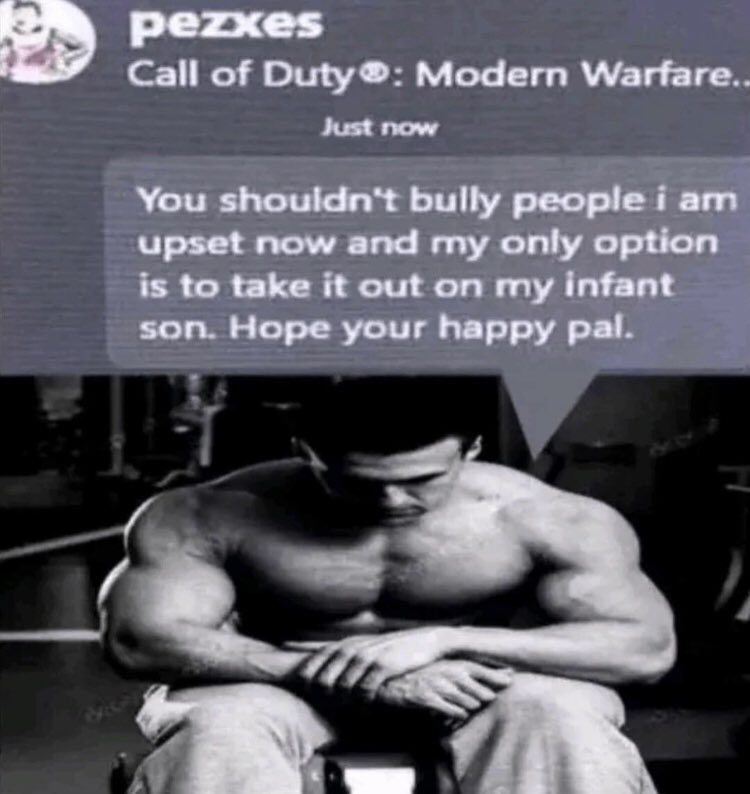 pezxes
Call of Duty®: Modern Warfare..
Just now
You shouldn't bully people i am
upset now and my only option
is to take it out on my infant
son. Hope your happy pal.